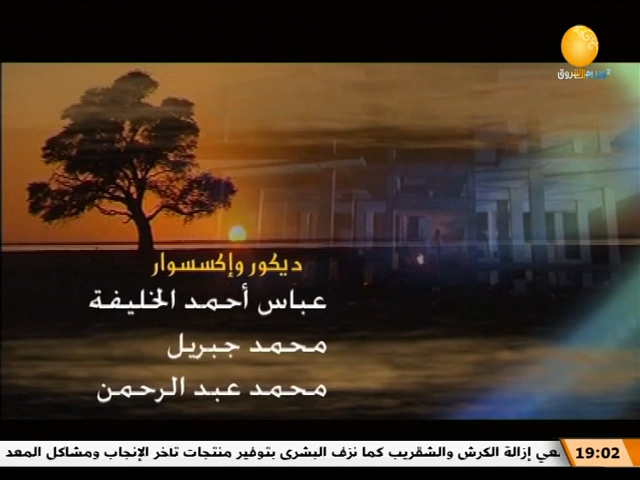 الشروق
ديكور وإكسسوار
عباس أحمد الخليفة
محمد جبريل
محمد عبد الرحمن
19:02
عي إزالة الكرش والشقريب كما نزف البشرى بتوفير منتجات تاخر الإنجاب ومشاكل المعد